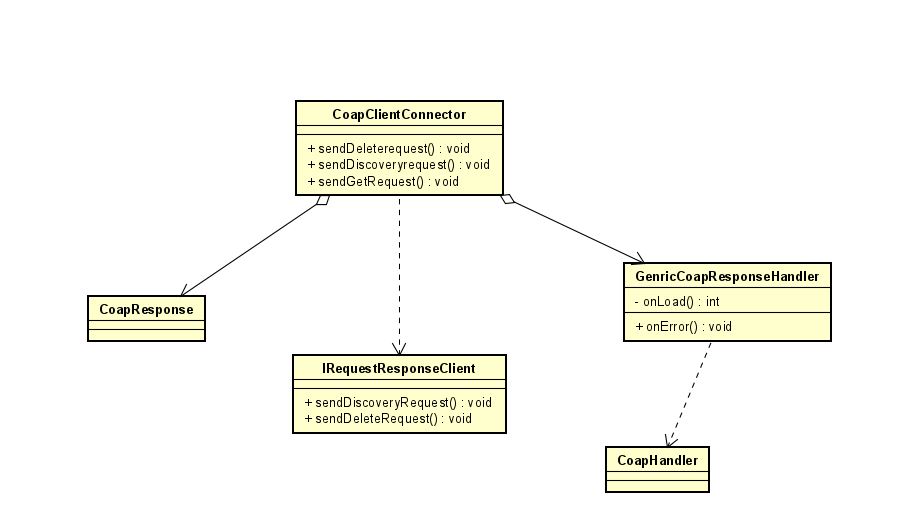 CoapClientConnector
+ sendDeleterequest() : void
+ sendDiscoveryrequest() : void
+ sendGetRequest() : void
GenricCoapResponseHandler
- onLoad() : int
+ onError() : void
CoapResponse
IRequestResponseClient
+ sendDiscoveryRequest() : void
+ sendDeleteRequest() : void
CoapHandler